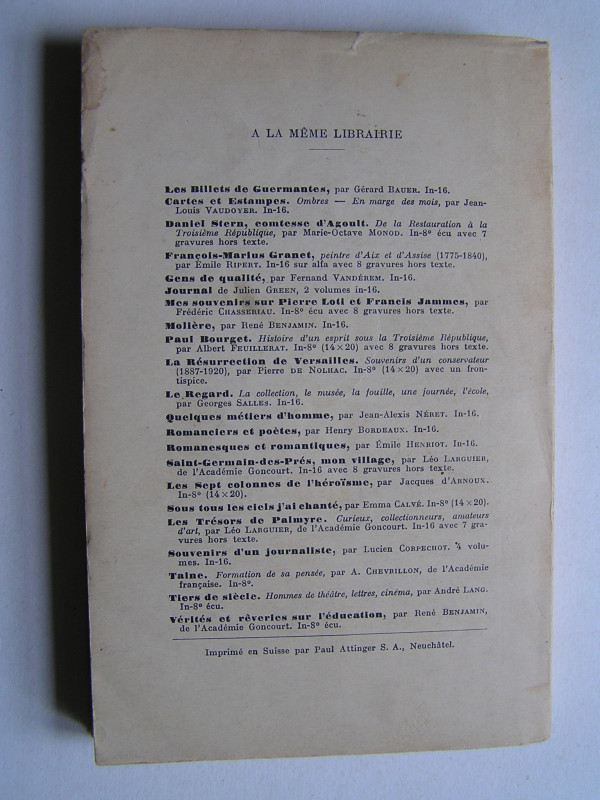 A LA MÊME LIBRAIRIE
Les Billets de Guermantes, par Gérard BAUER. In-16.
Cartes et Estampes. Ombres — En marge des mois, par Jean-
Louis VAUDOYER. In-16.
Daniel Stern, comtesse d'Agoult. De la Restauration à la
Troisième République, par Marie-Octave MONOD. In-8° écu avec 7
gravures hors texte.
François-Marius Granet, peintre d'Aix et d'Assise (1775-1840),
par Émile RIPERT. In-16 sur alfa avec 8 gravures hors texte.
Gens de qualité, par Fernand VANDÉREM. In-16.
Journal de Julien GREEN, 2 volumes in-16.
Mes souvenirs sur Pierre Loti et Francis Jammes, par
Frédéric CHASSERIAU. In-8° écu avec 8 gravures hors texte.
Molière, par René BENJAMIN. In-16.
Paul Bourget. Histoire d'un esprit sous la Troisième République,
par Albert FEUILLERAT. In-8° (14×20) avec 8 gravures hors texte.
La Résurrection de Versailles. Souvenirs d'un conservateur
(1887-1920), par Pierre DE NOLHAC. In-8° (14×20) avec un fron-
tispice.
Le Regard. La collection, le musée, la fouille, une journée, l'école,
par Georges SALLES. In-16.
Quelques métiers d'homme, par Jean-Alexis NÉRET. In-16.
Romanciers et poètes, par Henry BORDEAUX. In-16.
Romanesques et romantiques, par Émile HENRIOT. In-16.
Saint-Germain-des-Prés, mon village, par Léo LARGUIER,
de l'Académie Goncourt. In-16 avec 8 gravures hors texte.
Les Sept colonnes de l'héroïsme, par Jacques D'ARNOUX.
In-8° (14×20).
Sous tous les ciels j'ai chanté, par Emma CALVÉ. In-8° (14×20).
Les Trésors de Palmyre. Curieux, collectionneurs, amateurs
d'art, par Léo LARGUIER, de l'Académie Goncourt. In-16 avec 7 gra-
vures hors texte.
Souvenirs d'un journaliste, par Lucien CORPECHOT. 4 volu-
mes. In-16.
Taine. Formation de sa pensée, par A. CHEVRILLON, de l'Académie
française. In-8°.
Tiers de siècle. Hommes de théâtre, lettres, cinéma, par André LANG.
In-8° écu.
Vérités et rêveries sur l'éducation, par René BENJAMIN,
de l'Académie Goncourt. In-8° écu.
Imprimé en Suisse par Paul Attinger S. A., Neuchâtel.